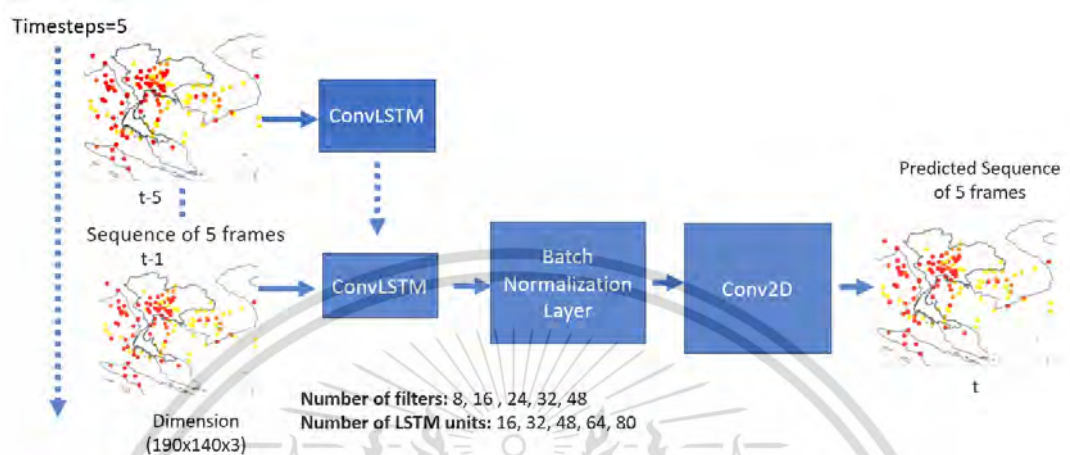 Timesteps=5
t-5
Sequence of 5 frames
t-1
Dimension
(190x140x3)
ConvLSTM
ConvLSTM
Batch
Normalization
Layer
Conv2D
Predicted Sequence
of 5 frames
t
Number of filters: 8, 16 , 24, 32, 48
Number of LSTM units: 16, 32, 48, 64, 80